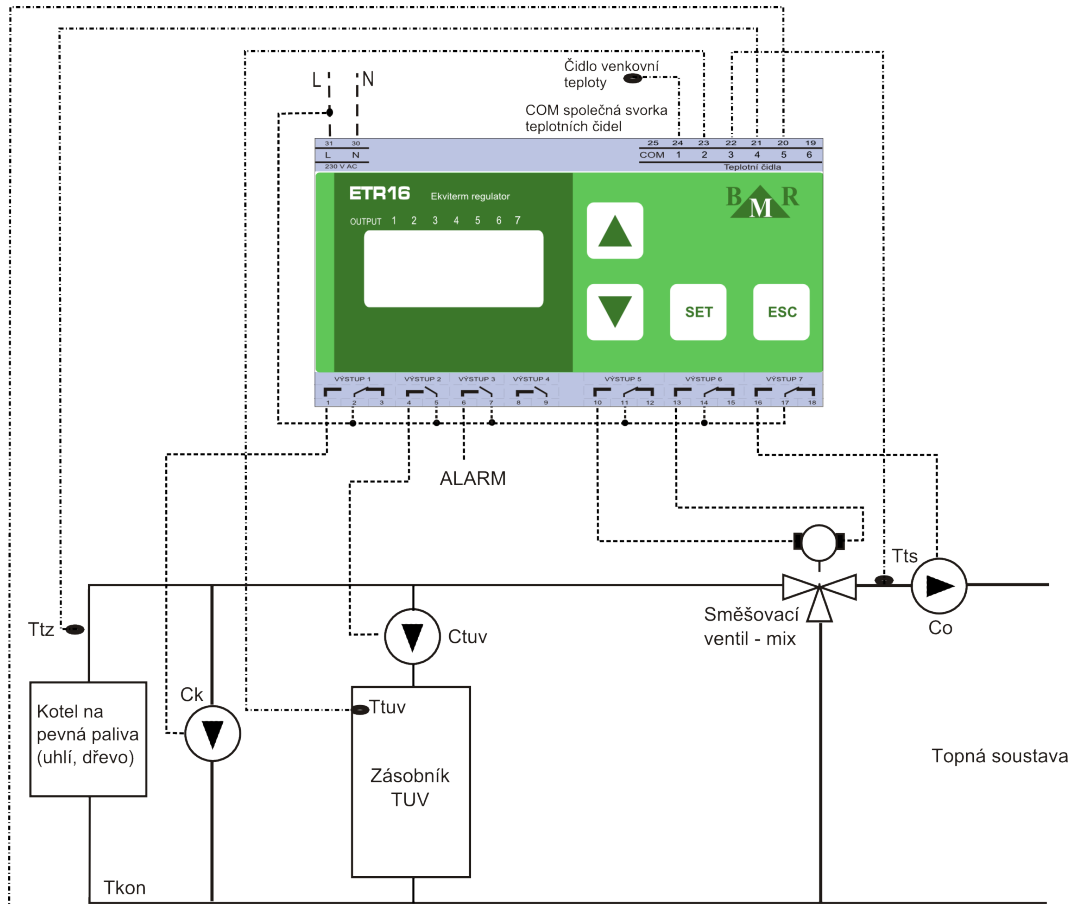 L N
Čidlo venkovní
teploty
COM společná svorka
teplotních čidel
31 30
L N
230 V AC
25 24 23 22 21 20 19
COM 1 2 3 4 5 6
Teplotní čidla
ETR16 Ekviterm regulator
OUTPUT 1 2 3 4 5 6 7
B M R
SET
ESC
VÝSTUP 1 VÝSTUP 2 VÝSTUP 3 VÝSTUP 4 VÝSTUP 5 VÝSTUP 6 VÝSTUP 7
1 2 3 4 5 6 7 8 9 10 11 12 13 14 15 16 17 18
ALARM
Tts
Směšovací
ventil - mix
Co
Ttz
Ctuv
Ck
Ttuv
Kotel na
pevná paliva
(uhlí, dřevo)
Zásobník
TUV
Topná soustava
Tkon